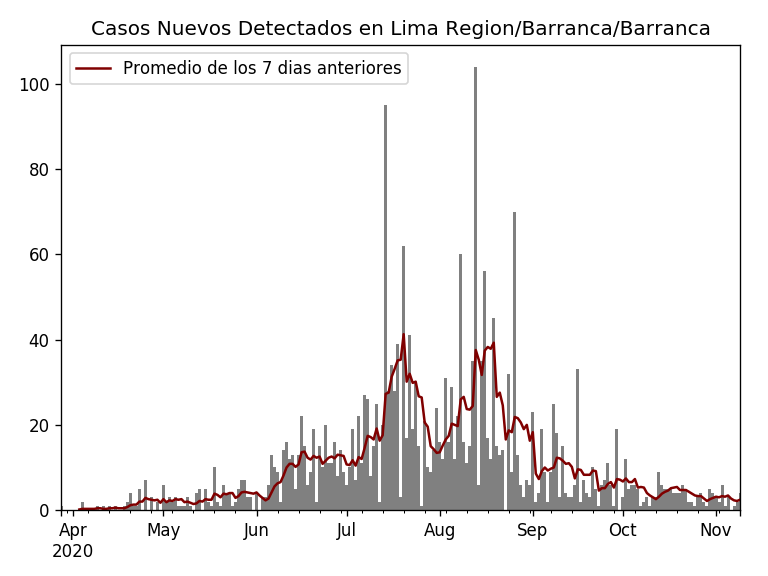 Casos Nuevos Detectados en Lima Region/Barranca/Barranca
Promedio de los 7 dias anteriores
100
80
60
40
20
0
Apr May Jun Jul Aug Sep Oct Nov
2020